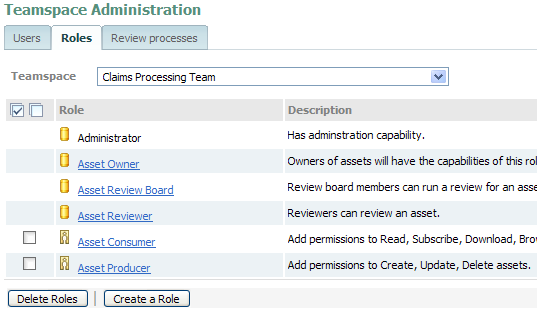 Teamspace Administration
Users Roles Review processes
Teamspace Claims Processing Team
Role Description
Administrator Has adminstration capability.
Asset Owner Owners of assets will have the capabilities of this rol
Asset Review Board Review board members can run a review for an asse
Asset Reviewer Reviewers can review an asset.
Asset Consumer Add permissions to Read, Subscribe, Download, Brow
Asset Producer Add permissions to Create, Update, Delete assets.
Delete Roles | Create a Role